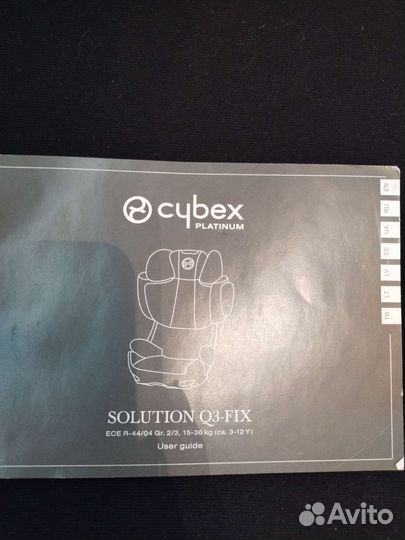 cybex
PLATINUM
EN
RU
UA
EE
LV
LT
TR
SOLUTION Q3-FIX
ECE R-44/04 Gr. 2/3, 15-36 kg (ca. 3-12 Y)
User guide
Avito